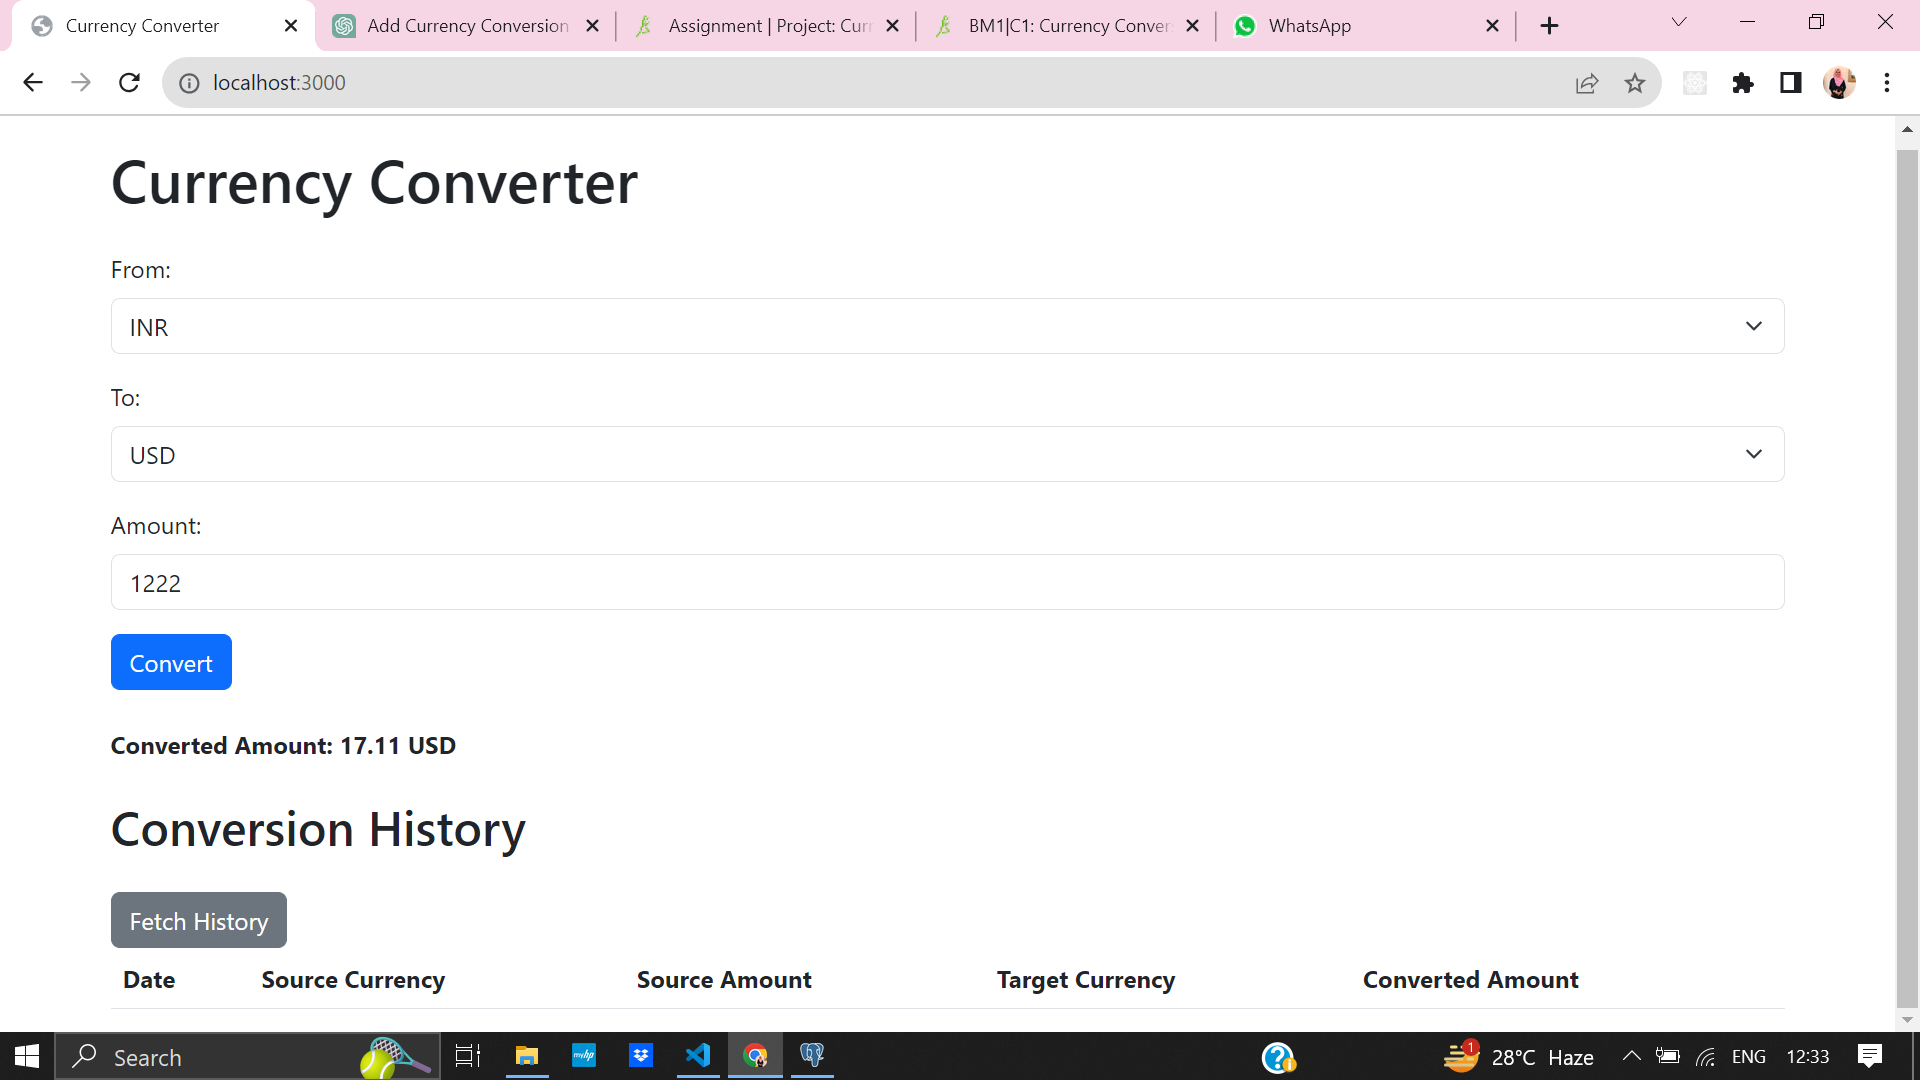 Currency Converter
Add Currency Conversion
Assignment | Project: Curr
BM1|C1: Currency Conver
WhatsApp
localhost:3000
Currency Converter
From:
INR
To:
USD
Amount:
1222
Convert
Converted Amount: 17.11 USD
Conversion History
Fetch History
Date Source Currency Source Amount Target Currency Converted Amount
Search
myhp
1
28°C Haze
ENG
12:33